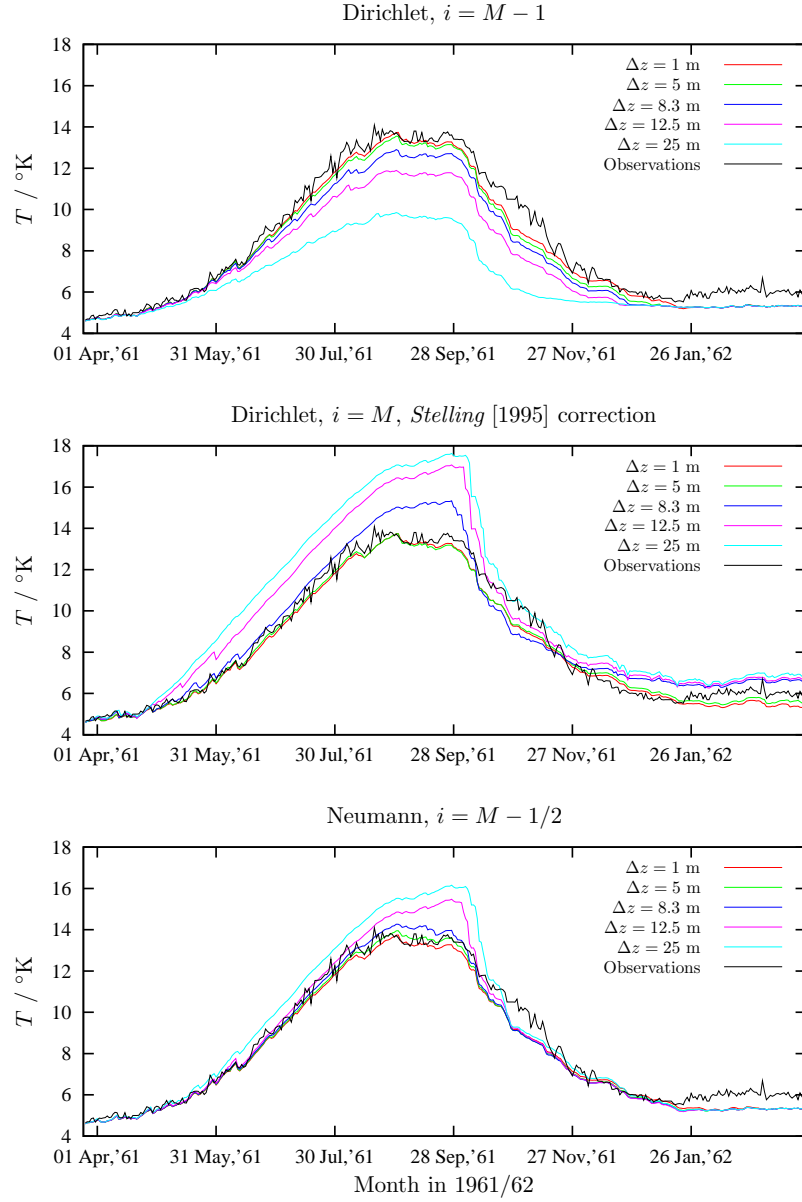 Dirichlet, i = M − 1
18
16
14
12
10
8
6
4
T / °K
Δz = 1 m
Δz = 5 m
Δz = 8.3 m
Δz = 12.5 m
Δz = 25 m
Observations
01 Apr,'61 31 May,'61 30 Jul,'61 28 Sep,'61 27 Nov,'61 26 Jan,'62
Dirichlet, i = M, Stelling [1995] correction
18
16
14
12
10
8
6
4
T / °K
Δz = 1 m
Δz = 5 m
Δz = 8.3 m
Δz = 12.5 m
Δz = 25 m
Observations
01 Apr,'61 31 May,'61 30 Jul,'61 28 Sep,'61 27 Nov,'61 26 Jan,'62
Neumann, i = M − 1/2
18
16
14
12
10
8
6
4
T / °K
Δz = 1 m
Δz = 5 m
Δz = 8.3 m
Δz = 12.5 m
Δz = 25 m
Observations
01 Apr,'61 31 May,'61 30 Jul,'61 28 Sep,'61 27 Nov,'61 26 Jan,'62
Month in 1961/62